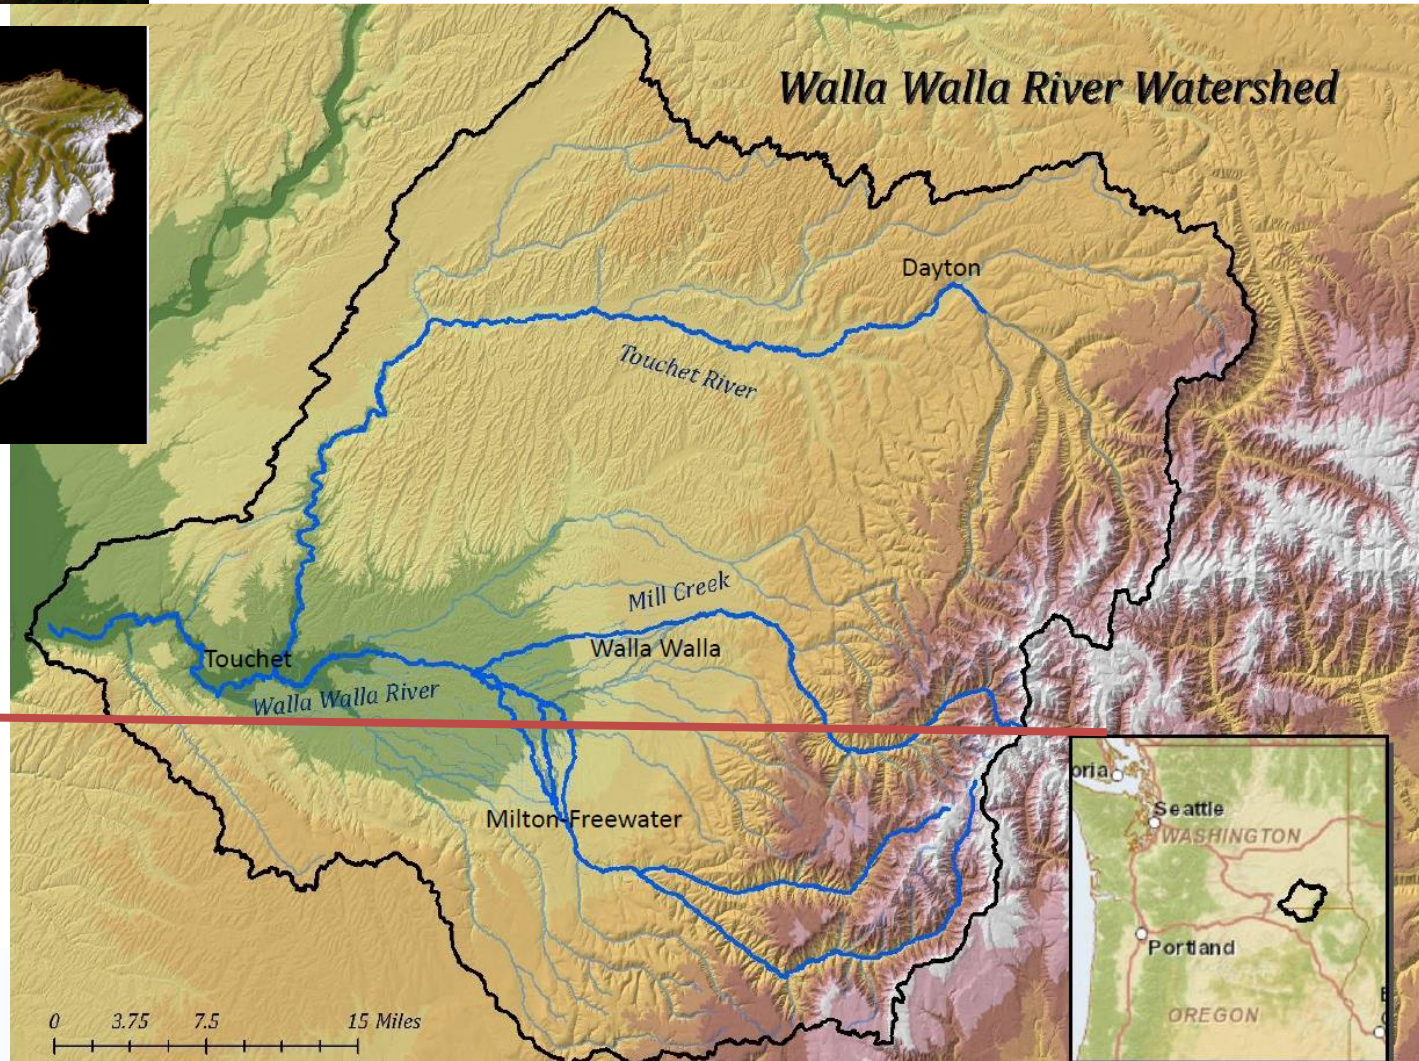 Walla Walla River Watershed
Dayton
Touchet River
Mill Creek
Walla Walla
Touchet
Walla Walla River
Milton-Freewater
0 3.75 7.5 15 Miles
oria
Seattle
WASHINGTON
Portland
OREGON